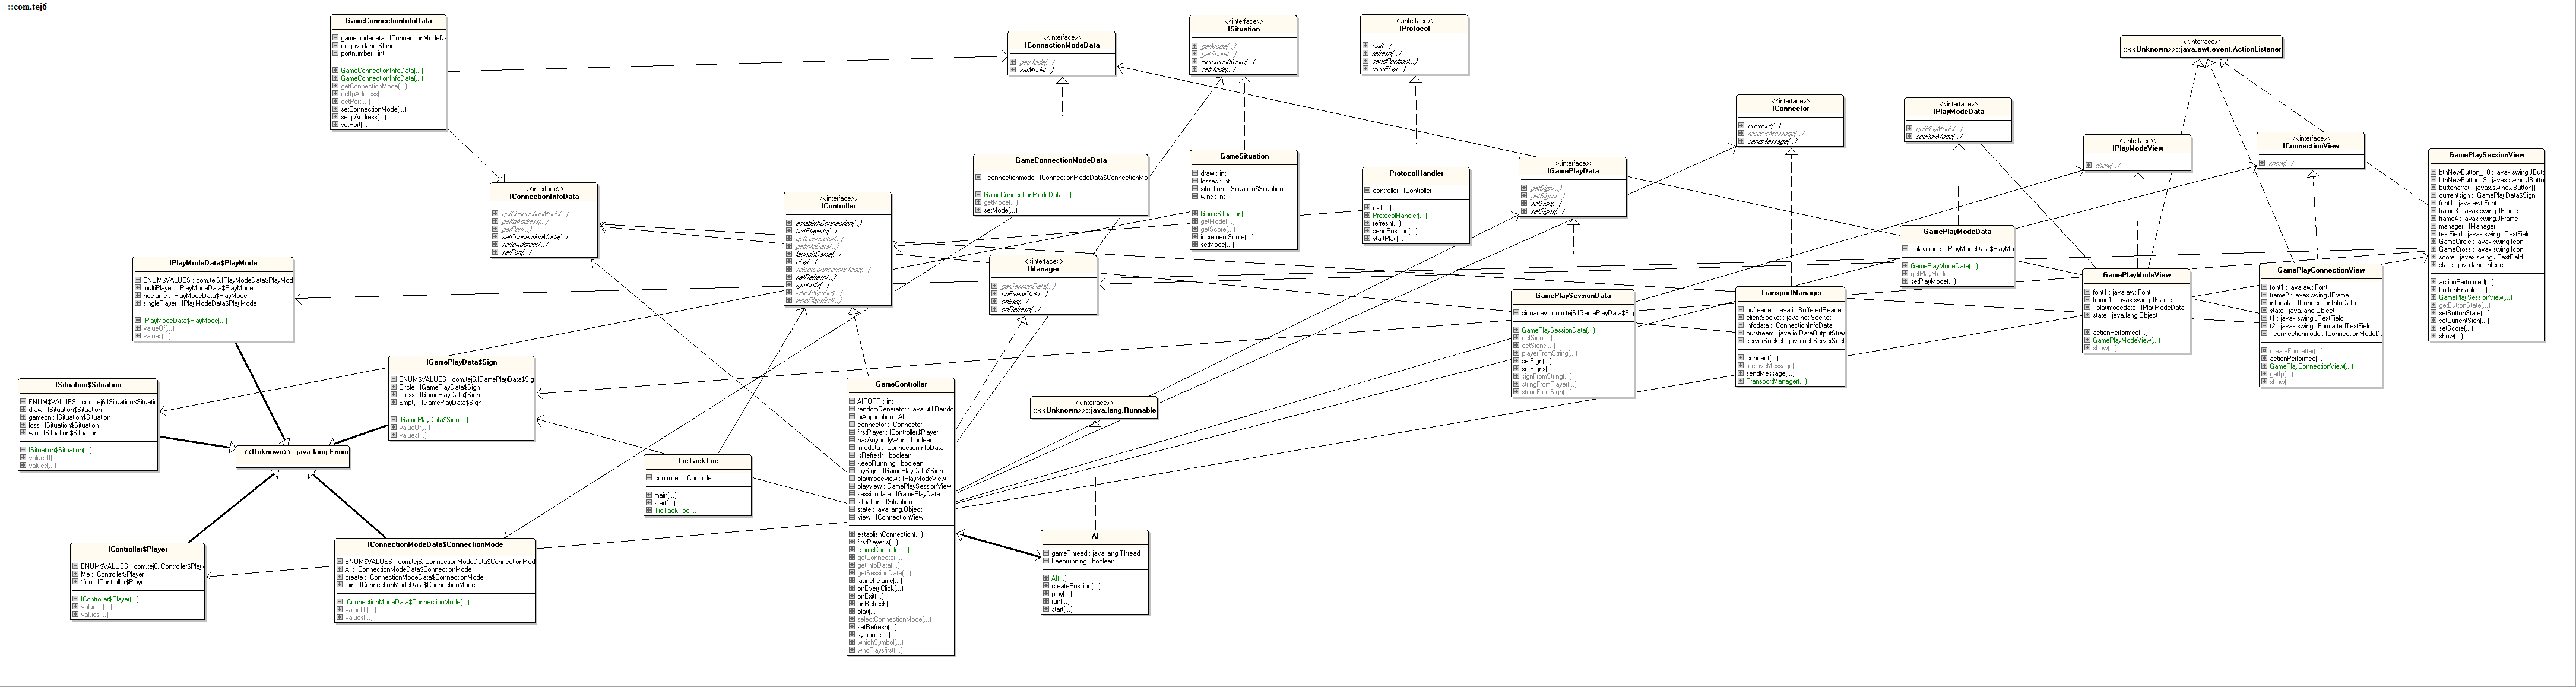 ::com.tej6
GameConnectionInfoData
gamemodedata : IConnectionModeDa
ip : java.lang.String
portnumber : int
GameConnectionInfoData(...)
GameConnectionInfoData(...)
getConnectionMode(...)
getIpAddress(...)
getPort(...)
setConnectionMode(...)
setIpAddress(...)
setPort(...)
<<interface>>
IConnectionModeData
getMode(...)
setMode(...)
<<interface>>
ISituation
getMode(...)
getScore(...)
incrementScore(...)
setMode(...)
<<interface>>
IProtocol
exit(...)
refresh(...)
sendPosition(...)
startPlay(...)
<<interface>>
::<<Unknown>>::java.awt.event.ActionListener
<<interface>>
IConnector
connect(...)
receiveMessage(...)
sendMessage(...)
<<interface>>
IPlayModeData
getPlayMode(...)
setPlayMode(...)
<<interface>>
IPlayModeView
show(...)
<<interface>>
IConnectionView
show(...)
GamePlaySessionView
btnNewButton_10 : javax.swing.JButt
btnNewButton_9 : javax.swing.JButto
buttonarray : javax.swing.JButton[]
currentsign : IGamePlayData$Sign
font1 : java.awt.Font
frame3 : javax.swing.JFrame
frame4 : javax.swing.JFrame
manager : IManager
textField : javax.swing.JTextField
GameCircle : javax.swing.Icon
GameCross : javax.swing.Icon
score : javax.swing.JTextField
state : java.lang.Integer
actionPerformed(...)
buttonEnabler(...)
GamePlaySessionView(...)
getButtonState(...)
setButtonState(...)
setCurrentSign(...)
setScore(...)
show(...)
GameConnectionModeData
_connectionmode : IConnectionModeData$ConnectionMo
GameConnectionModeData(...)
getMode(...)
setMode(...)
GameSituation
draw : int
losses : int
situation : ISituation$Situation
wins : int
GameSituation(...)
getMode(...)
getScore(...)
incrementScore(...)
setMode(...)
ProtocolHandler
controller : IController
exit(...)
ProtocolHandler(...)
refresh(...)
sendPosition(...)
startPlay(...)
<<interface>>
IGamePlayData
getSign(...)
getSigns(...)
setSign(...)
setSigns(...)
<<interface>>
IConnectionInfoData
getConnectionMode(...)
getIpAddress(...)
getPort(...)
setConnectionMode(...)
setIpAddress(...)
setPort(...)
<<interface>>
IController
establishConnection(...)
firstPlayerIs(...)
getConnector(...)
getInfoData(...)
launchGame(...)
play(...)
selectConnectionMode(...)
setRefresh(...)
symbolIs(...)
whichSymbol(...)
whoPlaysfirst(...)
<<interface>>
IManager
getSessionData(...)
onEveryClick(...)
onExit(...)
onRefresh(...)
GamePlayModeData
_playmode : IPlayModeData$PlayMo
GamePlayModeData(...)
getPlayMode(...)
setPlayMode(...)
IPlayModeData$PlayMode
ENUM$VALUES : com.tej6.IPlayModeData$PlayMod
multiPlayer : IPlayModeData$PlayMode
noGame : IPlayModeData$PlayMode
singlePlayer : IPlayModeData$PlayMode
IPlayModeData$PlayMode(...)
valueOf(...)
values(...)
GamePlaySessionData
signarray : com.tej6.IGamePlayData$Sig
GamePlaySessionData(...)
getSign(...)
getSigns(...)
playerFromString(...)
setSign(...)
setSigns(...)
signFromString(...)
stringFromPlayer(...)
stringFromSign(...)
TransportManager
bufreader : java.io.BufferedReader
clientSocket : java.net.Socket
infodata : IConnectionInfoData
outstream : java.io.DataOutputStrea
serverSocket : java.net.ServerSock
connect(...)
receiveMessage(...)
sendMessage(...)
TransportManager(...)
GamePlayModeView
font1 : java.awt.Font
frame1 : javax.swing.JFrame
_playmodedata : IPlayModeData
state : java.lang.Object
actionPerformed(...)
GamePlayModeView(...)
show(...)
GamePlayConnectionView
font1 : java.awt.Font
frame2 : javax.swing.JFrame
infodata : IConnectionInfoData
state : java.lang.Object
t1 : javax.swing.JTextField
t2 : javax.swing.JFormattedTextField
_connectionmode : IConnectionModeDa
createFormatter(...)
actionPerformed(...)
GamePlayConnectionView(...)
getIp(...)
show(...)
ISituation$Situation
ENUM$VALUES : com.tej6.ISituation$Situatio
draw : ISituation$Situation
gameon : ISituation$Situation
loss : ISituation$Situation
win : ISituation$Situation
ISituation$Situation(...)
valueOf(...)
values(...)
IGamePlayData$Sign
ENUM$VALUES : com.tej6.IGamePlayData$Sig
Circle : IGamePlayData$Sign
Cross : IGamePlayData$Sign
Empty : IGamePlayData$Sign
IGamePlayData$Sign(...)
valueOf(...)
values(...)
::<<Unknown>>::java.lang.Enum
TicTackToe
controller : IController
main(...)
start(...)
TicTackToe(...)
GameController
AIPORT : int
randomGenerator : java.util.Rando
aiApplication : AI
connector : IConnector
firstPlayer : IController$Player
hasAnybodyWon : boolean
infodata : IConnectionInfoData
isRefresh : boolean
keepRunning : boolean
mySign : IGamePlayData$Sign
playmodeview : IPlayModeView
playview : GamePlaySessionView
sessiondata : IGamePlayData
situation : ISituation
state : java.lang.Object
view : IConnectionView
establishConnection(...)
firstPlayerIs(...)
GameController(...)
getConnector(...)
getInfoData(...)
getSessionData(...)
launchGame(...)
onEveryClick(...)
onExit(...)
onRefresh(...)
play(...)
selectConnectionMode(...)
setRefresh(...)
symbolIs(...)
whichSymbol(...)
whoPlaysfirst(...)
<<interface>>
::<<Unknown>>::java.lang.Runnable
AI
gameThread : java.lang.Thread
keeprunning : boolean
AI(...)
createPosition(...)
play(...)
run(...)
start(...)
IController$Player
ENUM$VALUES : com.tej6.IController$Playe
Me : IController$Player
You : IController$Player
IController$Player(...)
valueOf(...)
values(...)
IConnectionModeData$ConnectionMode
ENUM$VALUES : com.tej6.IConnectionModeData$ConnectionMod
AI : IConnectionModeData$ConnectionMode
create : IConnectionModeData$ConnectionMode
join : IConnectionModeData$ConnectionMode
IConnectionModeData$ConnectionMode(...)
valueOf(...)
values(...)